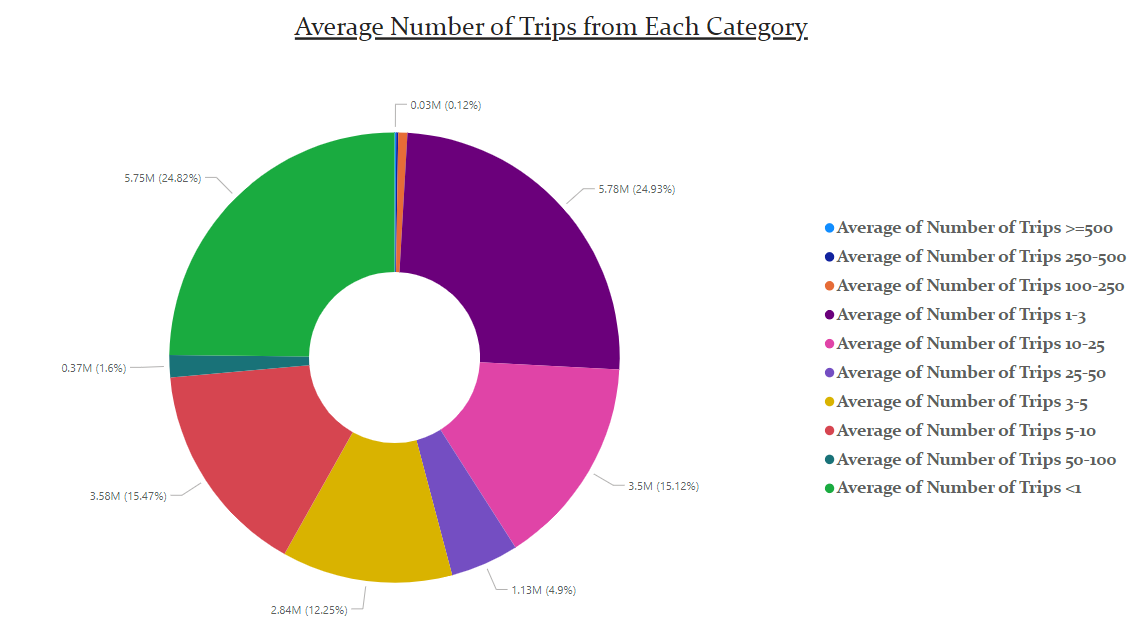 Average Number of Trips from Each Category
0.03M (0.12%)
5.75M (24.82%)
5.78M (24.93%)
0.37M (1.6%)
3.58M (15.47%)
3.5M (15.12%)
1.13M (4.9%)
2.84M (12.25%)
Average of Number of Trips >=500
Average of Number of Trips 250-500
Average of Number of Trips 100-250
Average of Number of Trips 1-3
Average of Number of Trips 10-25
Average of Number of Trips 25-50
Average of Number of Trips 3-5
Average of Number of Trips 5-10
Average of Number of Trips 50-100
Average of Number of Trips <1